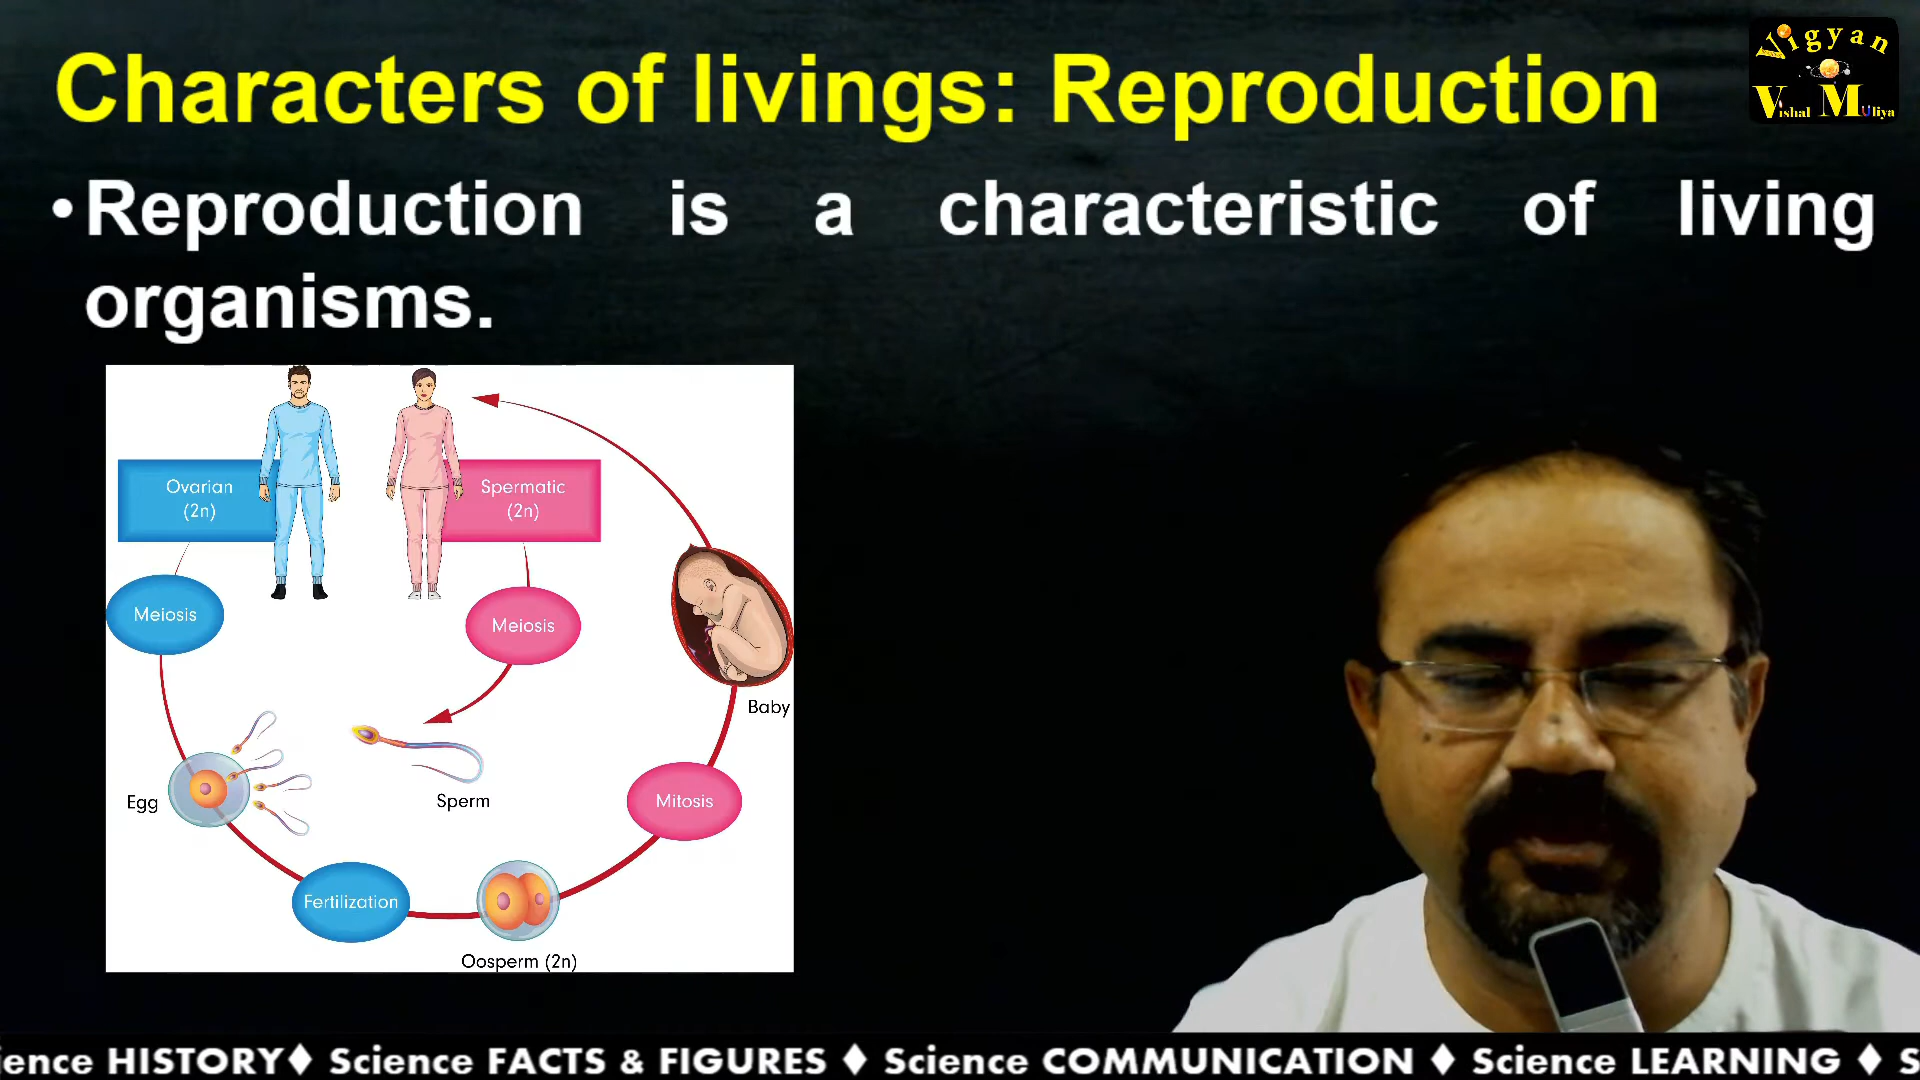 Characters of livings: Reproduction
Vigyan
Vishal Muliya
•Reproduction is a characteristic of living
organisms.
Ovarian
(2n)
Spermatic
(2n)
Meiosis
Meiosis
Baby
Egg
Sperm
Mitosis
Fertilization
Oosperm (2n)
ience HISTORY♦ Science FACTS & FIGURES ♦ Science COMMUNICATION ♦ Science LEARNING ♦ S